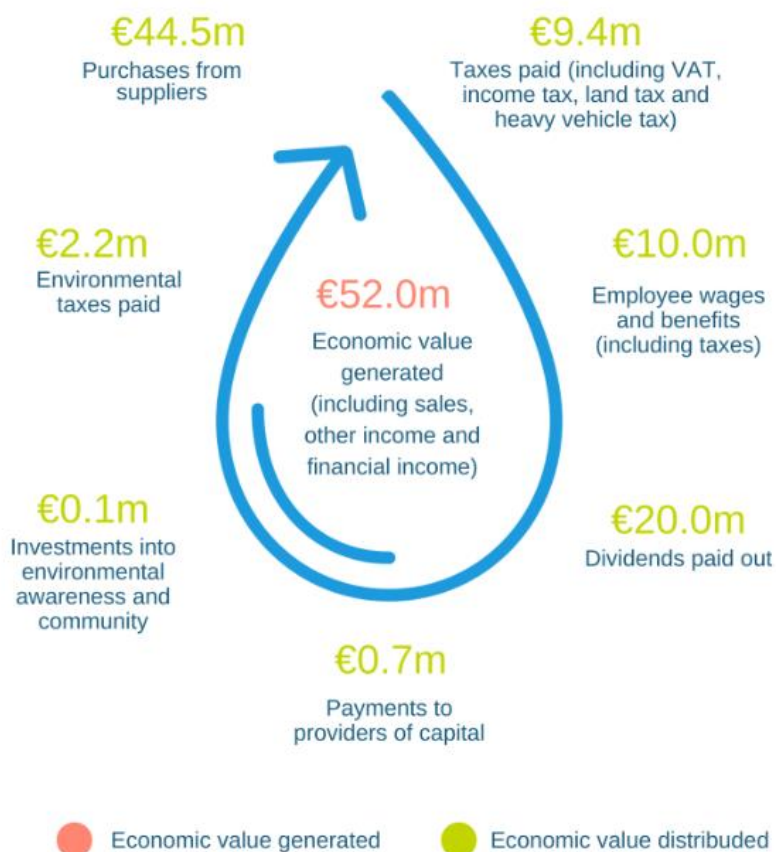 €44.5m
Purchases from
suppliers
€9.4m
Taxes paid (including VAT,
income tax, land tax and
heavy vehicle tax)
€2.2m
Environmental
taxes paid
€52.0m
Economic value
generated
(including sales,
other income and
financial income)
€10.0m
Employee wages
and benefits
(including taxes)
€0.1m
Investments into
environmental
awareness and
community
€20.0m
Dividends paid out
€0.7m
Payments to
providers of capital
Economic value generated
Economic value distribuded